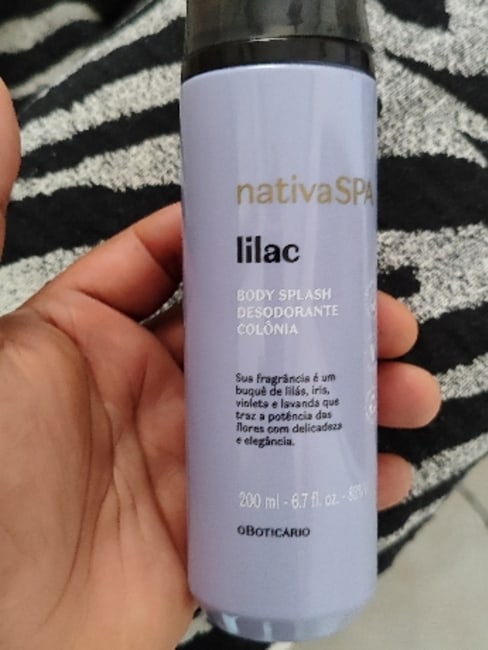 nativaSPA
lilac
BODY SPLASH
DESODORANTE
COLÔNIA
Sua fragrância é um
buquê de lilás, íris,
violeta e lavanda que
traz a potência das
flores com delicadeza
e elegância.
200 ml - 6.7 fl. oz. -
oBOTICÁRIO